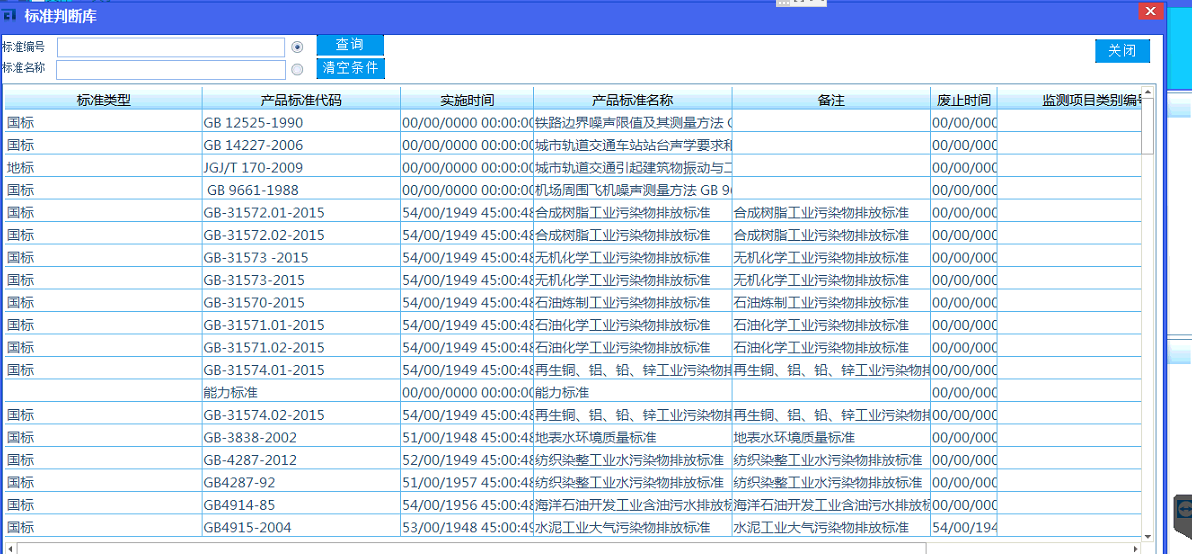 标准判断库
标准编号 查询 关闭
标准名称 清空条件
标准类型 产品标准代码 实施时间 产品标准名称 备注 废止时间 监测项目类别编号
国标 GB 12525-1990 00/00/0000 00:00:00 铁路边界噪声限值及其测量方法 00/00/000
国标 GB 14227-2006 00/00/0000 00:00:00 城市轨道交通车站站台声学要求和 00/00/000
地标 JGJ/T 170-2009 00/00/0000 00:00:00 城市轨道交通引起建筑物振动与二 00/00/000
国标 GB 9661-1988 00/00/0000 00:00:00 机场周围飞机噪声测量方法 GB 96 00/00/000
国标 GB-31572.01-2015 54/00/1949 45:00:48 合成树脂工业污染物排放标准 合成树脂工业污染物排放标准 00/00/000
国标 GB-31572.02-2015 54/00/1949 45:00:48 合成树脂工业污染物排放标准 合成树脂工业污染物排放标准 00/00/000
国标 GB-31573 -2015 54/00/1949 45:00:48 无机化学工业污染物排放标准 无机化学工业污染物排放标准 00/00/000
国标 GB-31573-2015 54/00/1949 45:00:48 无机化学工业污染物排放标准 无机化学工业污染物排放标准 00/00/000
国标 GB-31570-2015 54/00/1949 45:00:48 石油炼制工业污染物排放标准 石油炼制工业污染物排放标准 00/00/000
国标 GB-31571.01-2015 54/00/1949 45:00:48 石油化学工业污染物排放标准 石油化学工业污染物排放标准 00/00/000
国标 GB-31571.02-2015 54/00/1949 45:00:48 石油化学工业污染物排放标准 石油化学工业污染物排放标准 00/00/000
国标 GB-31574.01-2015 54/00/1949 45:00:48 再生铜、铝、铅、锌工业污染物排 再生铜、铝、铅、锌工业污染物排 00/00/000
能力标准 00/00/0000 00:00:00 能力标准 00/00/000
国标 GB-31574.02-2015 54/00/1949 45:00:48 再生铜、铝、铅、锌工业污染物排 再生铜、铝、铅、锌工业污染物排 00/00/000
国标 GB-3838-2002 51/00/1948 45:00:48 地表水环境质量标准 地表水环境质量标准 00/00/000
国标 GB-4287-2012 52/00/1949 45:00:48 纺织染整工业水污染物排放标准 纺织染整工业水污染物排放标准 00/00/000
国标 GB4287-92 51/00/1957 45:00:48 纺织染整工业水污染物排放标准 纺织染整工业水污染物排放标准 00/00/000
国标 GB4914-85 54/00/1956 45:00:48 海洋石油开发工业含油污水排放标 海洋石油开发工业含油污水排放标 00/00/000
国标 GB4915-2004 53/00/1948 45:00:49 水泥工业大气污染物排放标准 水泥工业大气污染物排放标准 54/00/194